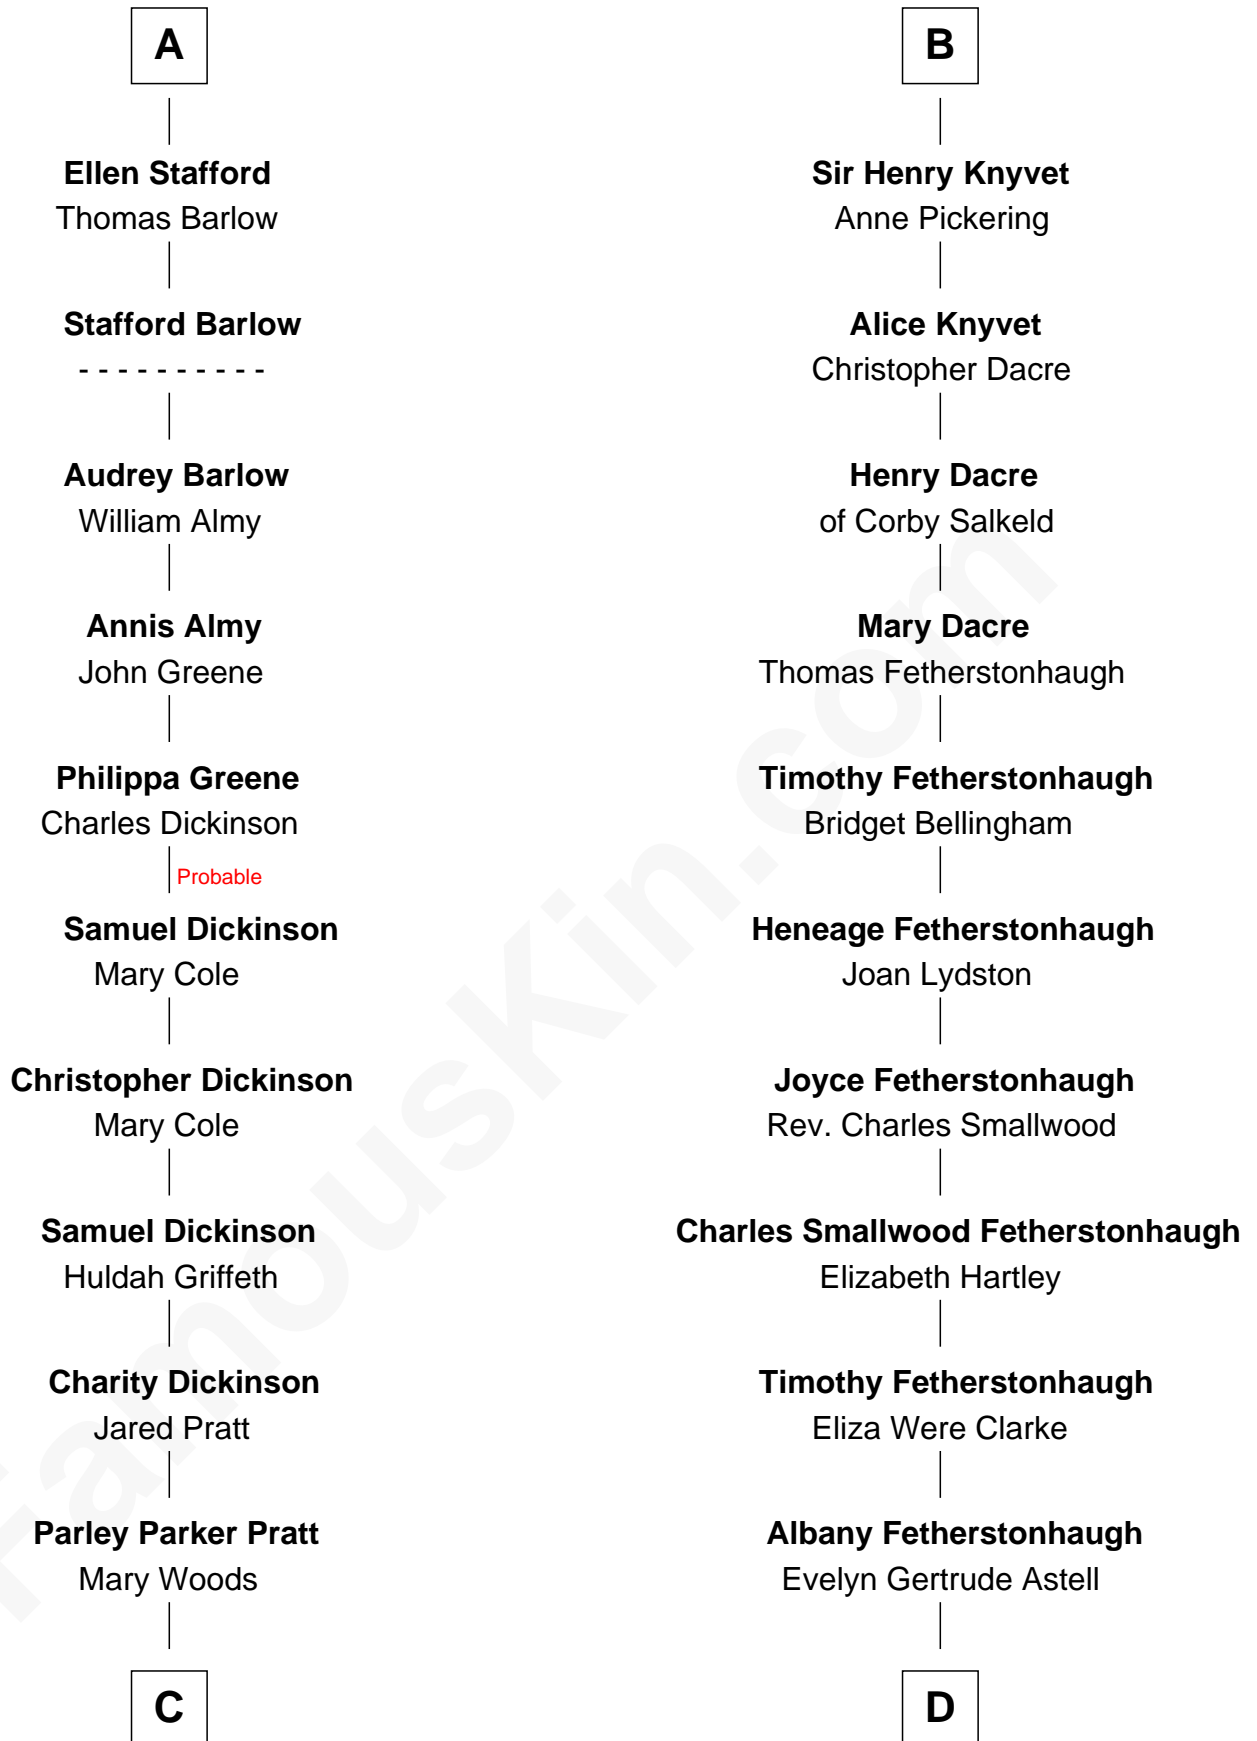 A
Ellen Stafford
Thomas Barlow
Stafford Barlow
- - - - - - - - - -
Audrey Barlow
William Almy
Annis Almy
John Greene
Philippa Greene
Charles Dickinson
Probable
Samuel Dickinson
Mary Cole
Christopher Dickinson
Mary Cole
Samuel Dickinson
Huldah Griffeth
Charity Dickinson
Jared Pratt
Parley Parker Pratt
Mary Woods
C
B
Sir Henry Knyvet
Anne Pickering
Alice Knyvet
Christopher Dacre
Henry Dacre
of Corby Salkeld
Mary Dacre
Thomas Fetherstonhaugh
Timothy Fetherstonhaugh
Bridget Bellingham
Heneage Fetherstonhaugh
Joan Lydston
Joyce Fetherstonhaugh
Rev. Charles Smallwood
Charles Smallwood Fetherstonhaugh
Elizabeth Hartley
Timothy Fetherstonhaugh
Eliza Were Clarke
Albany Fetherstonhaugh
Evelyn Gertrude Astell
D
FamousKin.com